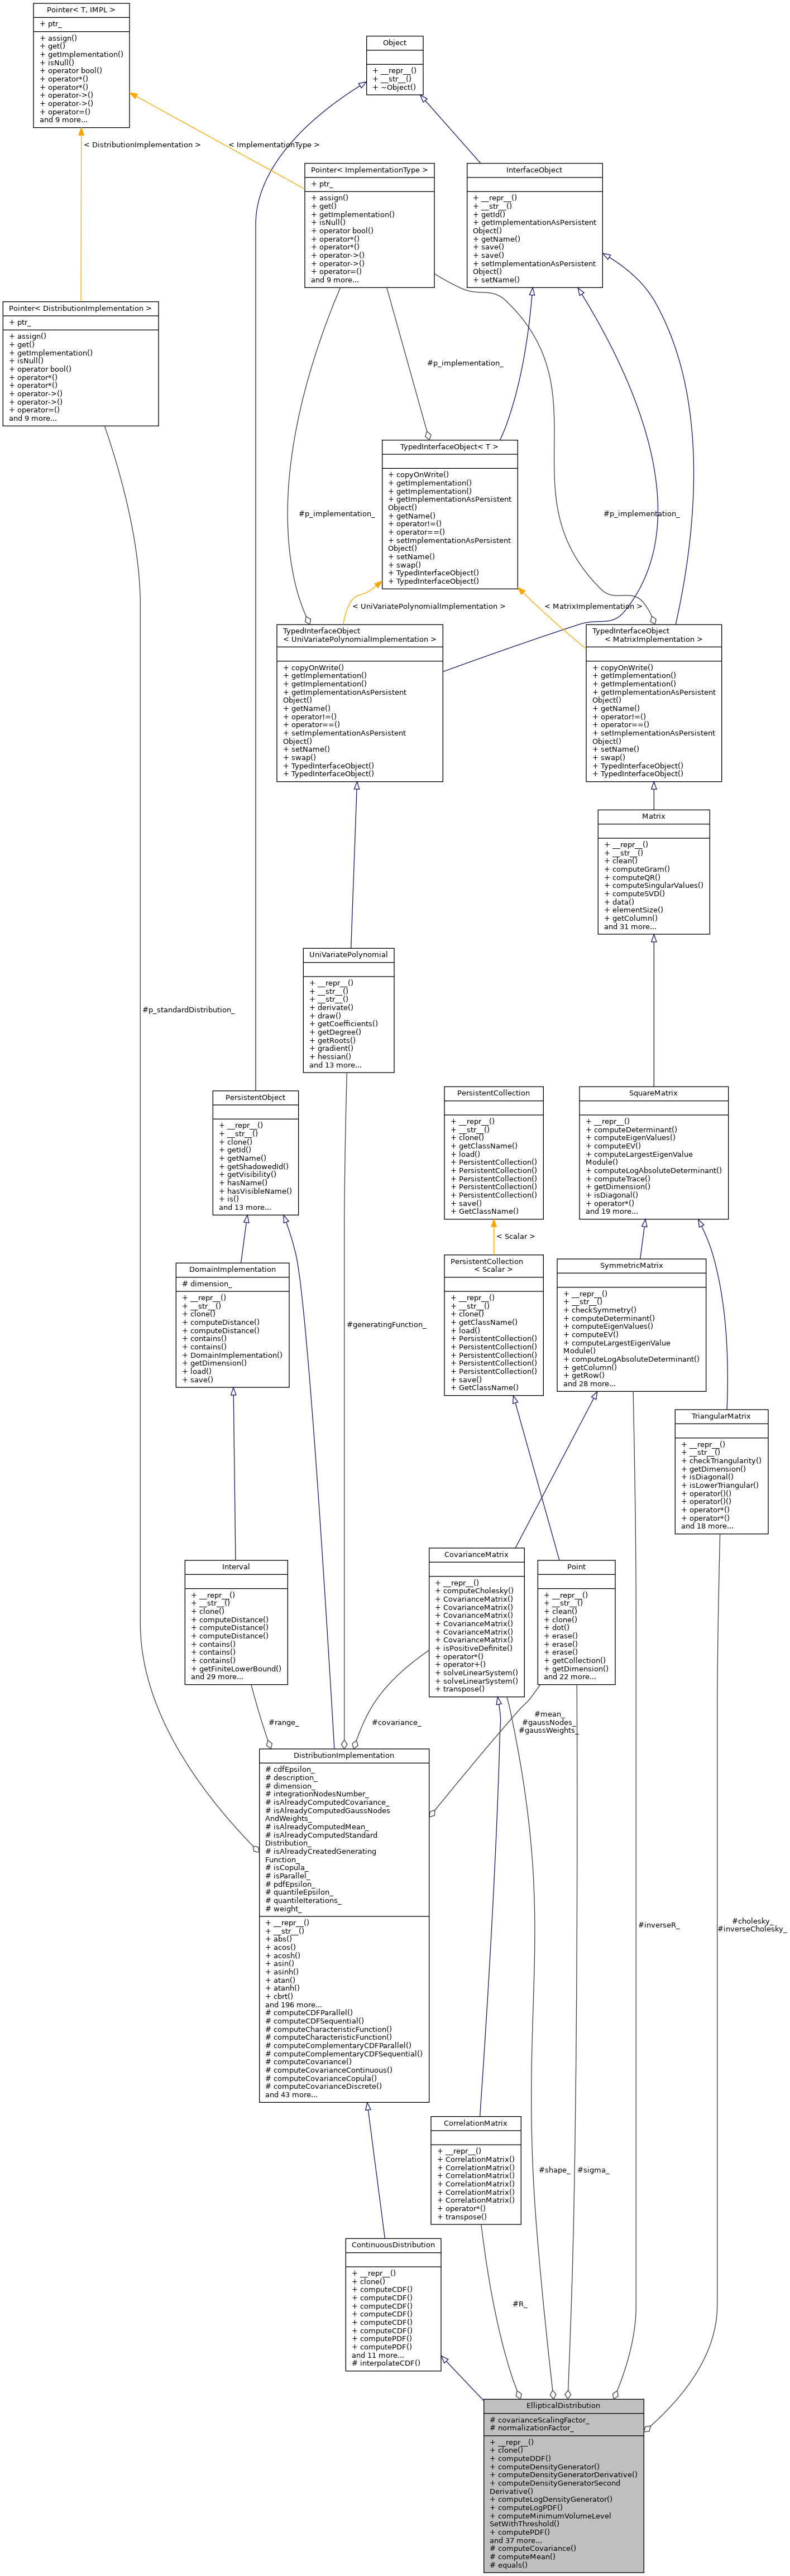 Pointer< T, IMPL >
+ ptr_
+ assign()
+ get()
+ getImplementation()
+ isNull()
+ operator bool()
+ operator*()
+ operator*()
+ operator->()
+ operator->()
+ operator=()
and 9 more...
Object
+ __repr__()
+ __str__()
+ ~Object()
< DistributionImplementation >
< ImplementationType >
Pointer< ImplementationType >
+ ptr_
+ assign()
+ get()
+ getImplementation()
+ isNull()
+ operator bool()
+ operator*()
+ operator*()
+ operator->()
+ operator->()
+ operator=()
and 9 more...
InterfaceObject
+ __repr__()
+ __str__()
+ getId()
+ getImplementationAsPersistent
Object()
+ getName()
+ save()
+ save()
+ setImplementationAsPersistent
Object()
+ setName()
Pointer< DistributionImplementation >
+ ptr_
+ assign()
+ get()
+ getImplementation()
+ isNull()
+ operator bool()
+ operator*()
+ operator*()
+ operator->()
+ operator->()
+ operator=()
and 9 more...
#p_implementation_
TypedInterfaceObject< T >
+ copyOnWrite()
+ getImplementation()
+ getImplementation()
+ getImplementationAsPersistent
Object()
+ getName()
+ operator!=()
+ operator==()
+ setImplementationAsPersistent
Object()
+ setName()
+ swap()
+ TypedInterfaceObject()
+ TypedInterfaceObject()
#p_implementation_
#p_implementation_
< UniVariatePolynomialImplementation >
< MatrixImplementation >
TypedInterfaceObject
< UniVariatePolynomialImplementation >
+ copyOnWrite()
+ getImplementation()
+ getImplementation()
+ getImplementationAsPersistent
Object()
+ getName()
+ operator!=()
+ operator==()
+ setImplementationAsPersistent
Object()
+ setName()
+ swap()
+ TypedInterfaceObject()
+ TypedInterfaceObject()
TypedInterfaceObject
< MatrixImplementation >
+ copyOnWrite()
+ getImplementation()
+ getImplementation()
+ getImplementationAsPersistent
Object()
+ getName()
+ operator!=()
+ operator==()
+ setImplementationAsPersistent
Object()
+ setName()
+ swap()
+ TypedInterfaceObject()
+ TypedInterfaceObject()
Matrix
+ __repr__()
+ __str__()
+ clean()
+ computeGram()
+ computeQR()
+ computeSingularValues()
+ computeSVD()
+ data()
+ elementSize()
+ getColumn()
and 31 more...
UniVariatePolynomial
+ __repr__()
+ __str__()
+ __str__()
+ derivate()
+ draw()
+ getCoefficients()
+ getDegree()
+ getRoots()
+ gradient()
+ hessian()
and 13 more...
#p_standardDistribution_
PersistentObject
+ __repr__()
+ __str__()
+ clone()
+ getId()
+ getName()
+ getShadowedId()
+ getVisibility()
+ hasName()
+ hasVisibleName()
+ is()
and 13 more...
PersistentCollection
+ __repr__()
+ __str__()
+ clone()
+ getClassName()
+ load()
+ PersistentCollection()
+ PersistentCollection()
+ PersistentCollection()
+ PersistentCollection()
+ PersistentCollection()
+ save()
+ GetClassName()
SquareMatrix
+ __repr__()
+ computeDeterminant()
+ computeEigenValues()
+ computeEV()
+ computeLargestEigenValue
Module()
+ computeLogAbsoluteDeterminant()
+ computeTrace()
+ getDimension()
+ isDiagonal()
+ operator*()
and 19 more...
< Scalar >
DomainImplementation
# dimension_
+ __repr__()
+ __str__()
+ clone()
+ computeDistance()
+ computeDistance()
+ contains()
+ contains()
+ DomainImplementation()
+ getDimension()
+ load()
+ save()
#generatingFunction_
PersistentCollection
< Scalar >
+ __repr__()
+ __str__()
+ clone()
+ getClassName()
+ load()
+ PersistentCollection()
+ PersistentCollection()
+ PersistentCollection()
+ PersistentCollection()
+ PersistentCollection()
+ save()
+ GetClassName()
SymmetricMatrix
+ __repr__()
+ __str__()
+ checkSymmetry()
+ computeDeterminant()
+ computeEigenValues()
+ computeEV()
+ computeLargestEigenValue
Module()
+ computeLogAbsoluteDeterminant()
+ getColumn()
+ getRow()
and 28 more...
TriangularMatrix
+ __repr__()
+ __str__()
+ checkTriangularity()
+ getDimension()
+ isDiagonal()
+ isLowerTriangular()
+ operator()()
+ operator()()
+ operator*()
+ operator*()
and 18 more...
Interval
+ __repr__()
+ __str__()
+ clone()
+ computeDistance()
+ computeDistance()
+ computeDistance()
+ contains()
+ contains()
+ contains()
+ getFiniteLowerBound()
and 29 more...
CovarianceMatrix
+ __repr__()
+ computeCholesky()
+ CovarianceMatrix()
+ CovarianceMatrix()
+ CovarianceMatrix()
+ CovarianceMatrix()
+ CovarianceMatrix()
+ CovarianceMatrix()
+ isPositiveDefinite()
+ operator*()
+ operator+()
+ solveLinearSystem()
+ solveLinearSystem()
+ transpose()
Point
+ __repr__()
+ __str__()
+ clean()
+ clone()
+ dot()
+ erase()
+ erase()
+ erase()
+ getCollection()
+ getDimension()
and 22 more...
#range_
#covariance_
#mean_
#gaussNodes_
#gaussWeights_
DistributionImplementation
# cdfEpsilon_
# description_
# dimension_
# integrationNodesNumber_
# isAlreadyComputedCovariance_
# isAlreadyComputedGaussNodes
AndWeights_
# isAlreadyComputedMean_
# isAlreadyComputedStandard
Distribution_
# isAlreadyCreatedGenerating
Function_
# isCopula_
# isParallel_
# pdfEpsilon_
# quantileEpsilon_
# quantileIterations_
# weight_
+ __repr__()
+ __str__()
+ abs()
+ acos()
+ acosh()
+ asin()
+ asinh()
+ atan()
+ atanh()
+ cbrt()
and 196 more...
# computeCDFParallel()
# computeCDFSequential()
# computeCharacteristicFunction()
# computeCharacteristicFunction()
# computeComplementaryCDFParallel()
# computeComplementaryCDFSequential()
# computeCovariance()
# computeCovarianceContinuous()
# computeCovarianceCopula()
# computeCovarianceDiscrete()
and 43 more...
#inverseR_
#cholesky_
#inverseCholesky_
CorrelationMatrix
+ __repr__()
+ CorrelationMatrix()
+ CorrelationMatrix()
+ CorrelationMatrix()
+ CorrelationMatrix()
+ CorrelationMatrix()
+ CorrelationMatrix()
+ operator*()
+ transpose()
#shape_
#sigma_
ContinuousDistribution
+ __repr__()
+ clone()
+ computeCDF()
+ computeCDF()
+ computeCDF()
+ computeCDF()
+ computeCDF()
+ computeCDF()
+ computePDF()
+ computePDF()
and 11 more...
# interpolateCDF()
#R_
EllipticalDistribution
# covarianceScalingFactor_
# normalizationFactor_
+ __repr__()
+ clone()
+ computeDDF()
+ computeDensityGenerator()
+ computeDensityGeneratorDerivative()
+ computeDensityGeneratorSecond
Derivative()
+ computeLogDensityGenerator()
+ computeLogPDF()
+ computeMinimumVolumeLevel
SetWithThreshold()
+ computePDF()
and 37 more...
# computeCovariance()
# computeMean()
# equals()